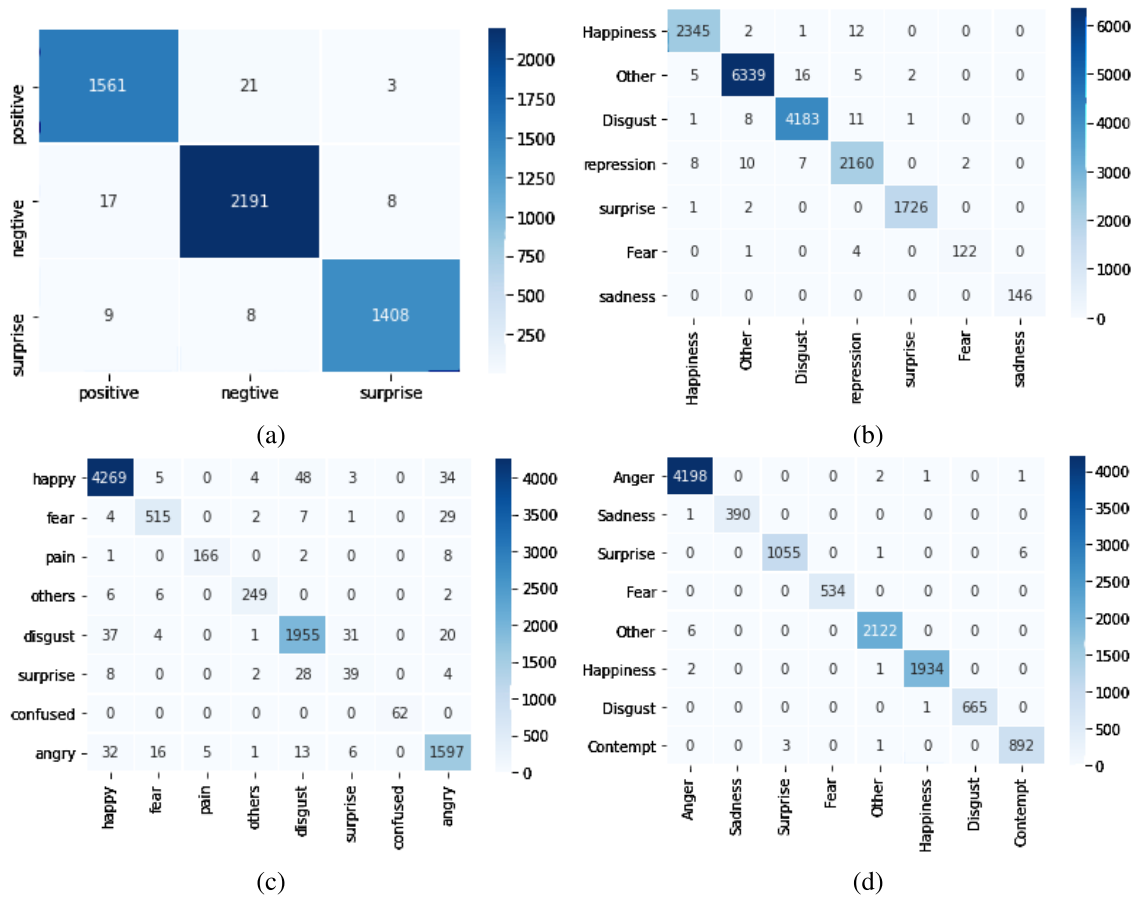 positive 1561 21 3
negtive 17 2191 8
surprise 9 8 1408
positive negtive surprise
2000
1750
1500
1250
1000
750
500
250
(a)
Happiness 2345 2 1 12 0 0 0
Other 5 6339 16 5 2 0 0
Disgust 1 8 4183 11 1 0 0
repression 8 10 7 2160 0 2 0
surprise 1 2 0 0 1726 0 0
Fear 0 1 0 4 0 122 0
sadness 0 0 0 0 0 0 146
Happiness Other Disgust repression surprise Fear sadness
6000
5000
4000
3000
2000
1000
0
(b)
happy 4269 5 0 4 48 3 0 34
fear 4 515 0 2 7 1 0 29
pain 1 0 166 0 2 0 0 8
others 6 6 0 249 0 0 0 2
disgust 37 4 0 1 1955 31 0 20
surprise 8 0 0 2 28 39 0 4
confused 0 0 0 0 0 0 62 0
angry 32 16 5 1 13 6 0 1597
happy fear pain others disgust surprise confused angry
4000
3500
3000
2500
2000
1500
1000
500
0
(c)
Anger 4198 0 0 0 2 1 0 1
Sadness 1 390 0 0 0 0 0 0
Surprise 0 0 1055 0 1 0 0 6
Fear 0 0 0 534 0 0 0 0
Other 6 0 0 0 2122 0 0 0
Happiness 2 0 0 0 1 1934 0 0
Disgust 0 0 0 0 0 1 665 0
Contempt 0 0 3 0 1 0 0 892
Anger Sadness Surprise Fear Other Happiness Disgust Contempt
4000
3500
3000
2500
2000
1500
1000
500
0
(d)